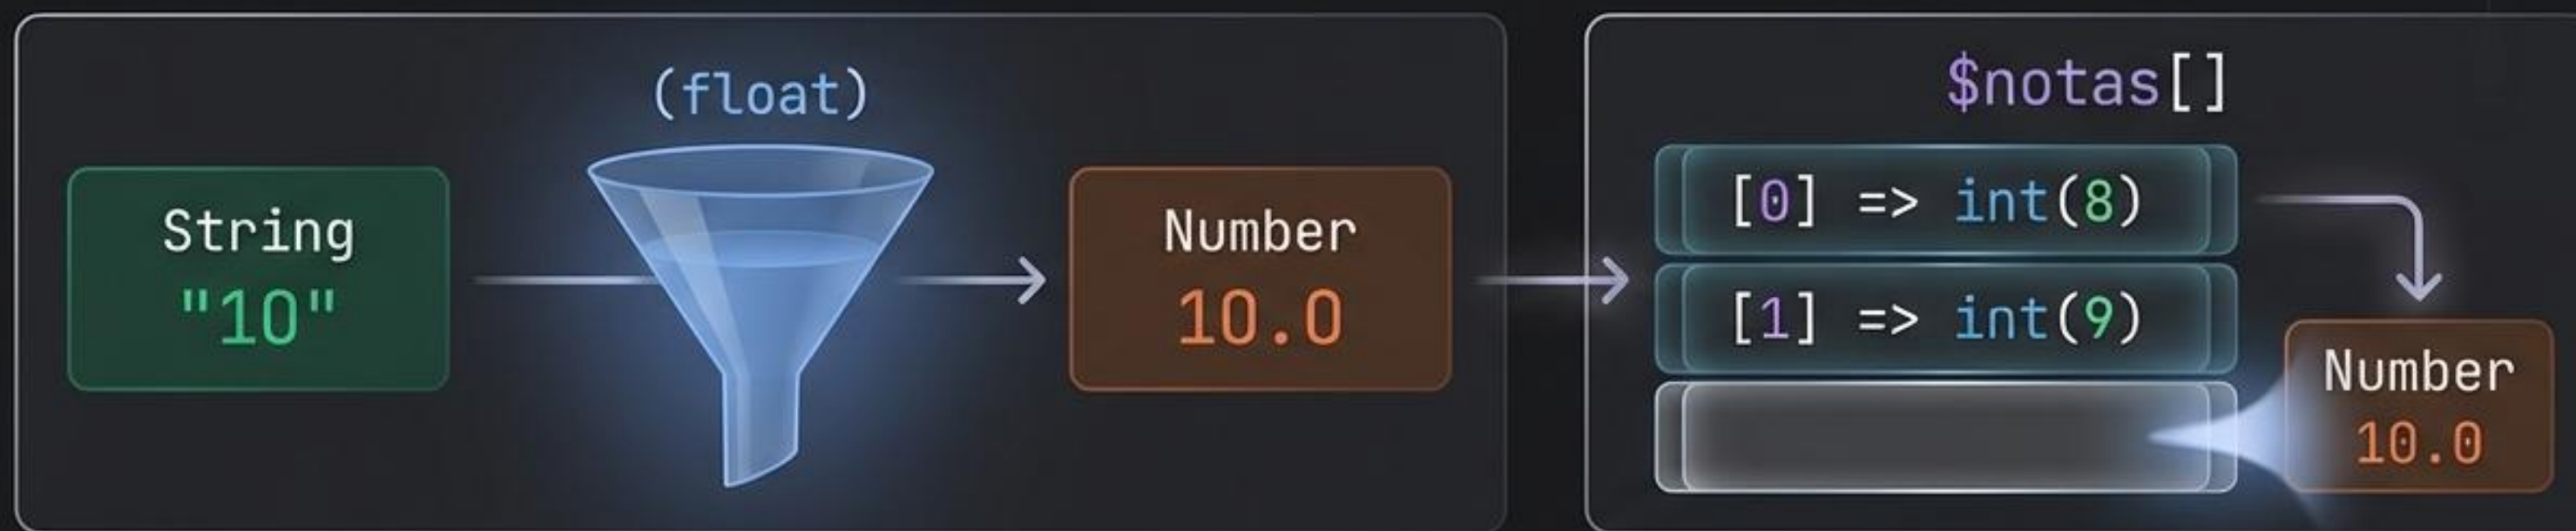 (float)
String
"10"
Number
10.0
$notas[]
[0] => int(8)
[1] => int(9)
Number
10.0